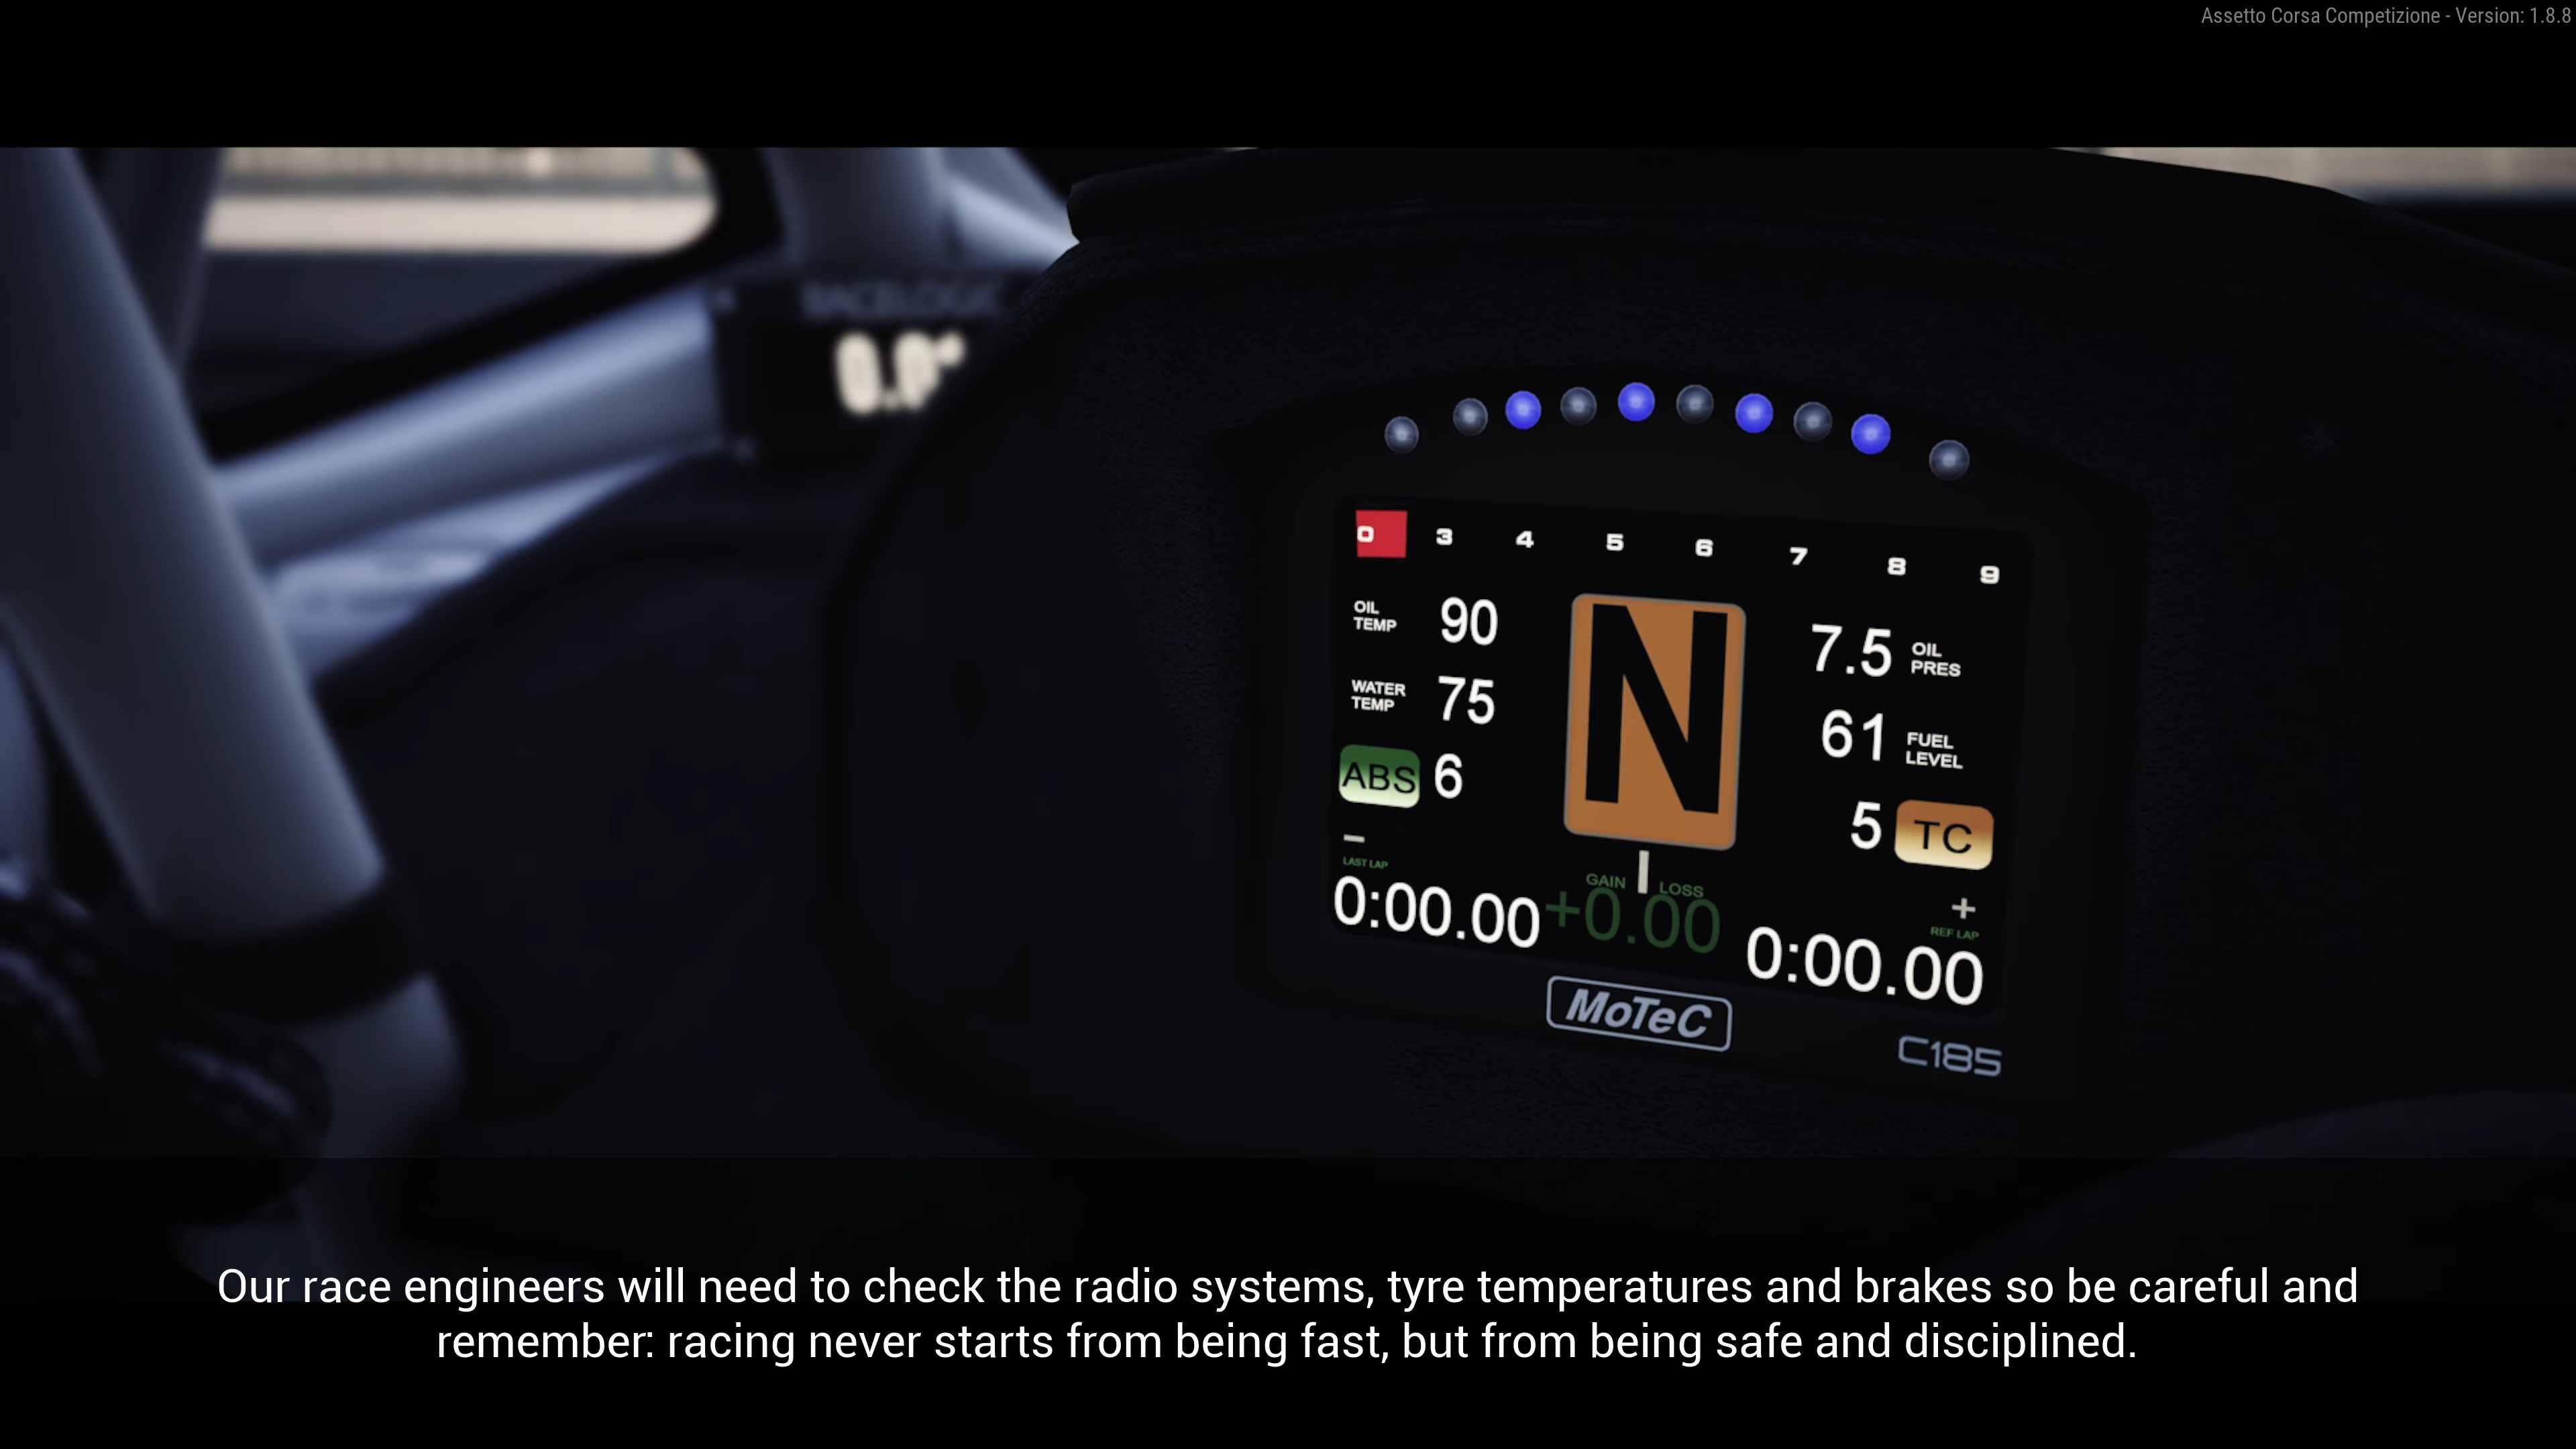 Assetto Corsa Competizione - Version: 1.8.8
RACELOGIC
0.0°
0 3 4 5 6 7 8 9
OIL
TEMP
90
7.5
OIL
PRES
WATER
TEMP
75
N
61
FUEL
LEVEL
ABS 6
5 TC
-
+
LAST LAP
GAIN LOSS
REF LAP
0:00.00
+0.00
0:00.00
MoTeC
C185
Our race engineers will need to check the radio systems, tyre temperatures and brakes so be careful and
remember: racing never starts from being fast, but from being safe and disciplined.